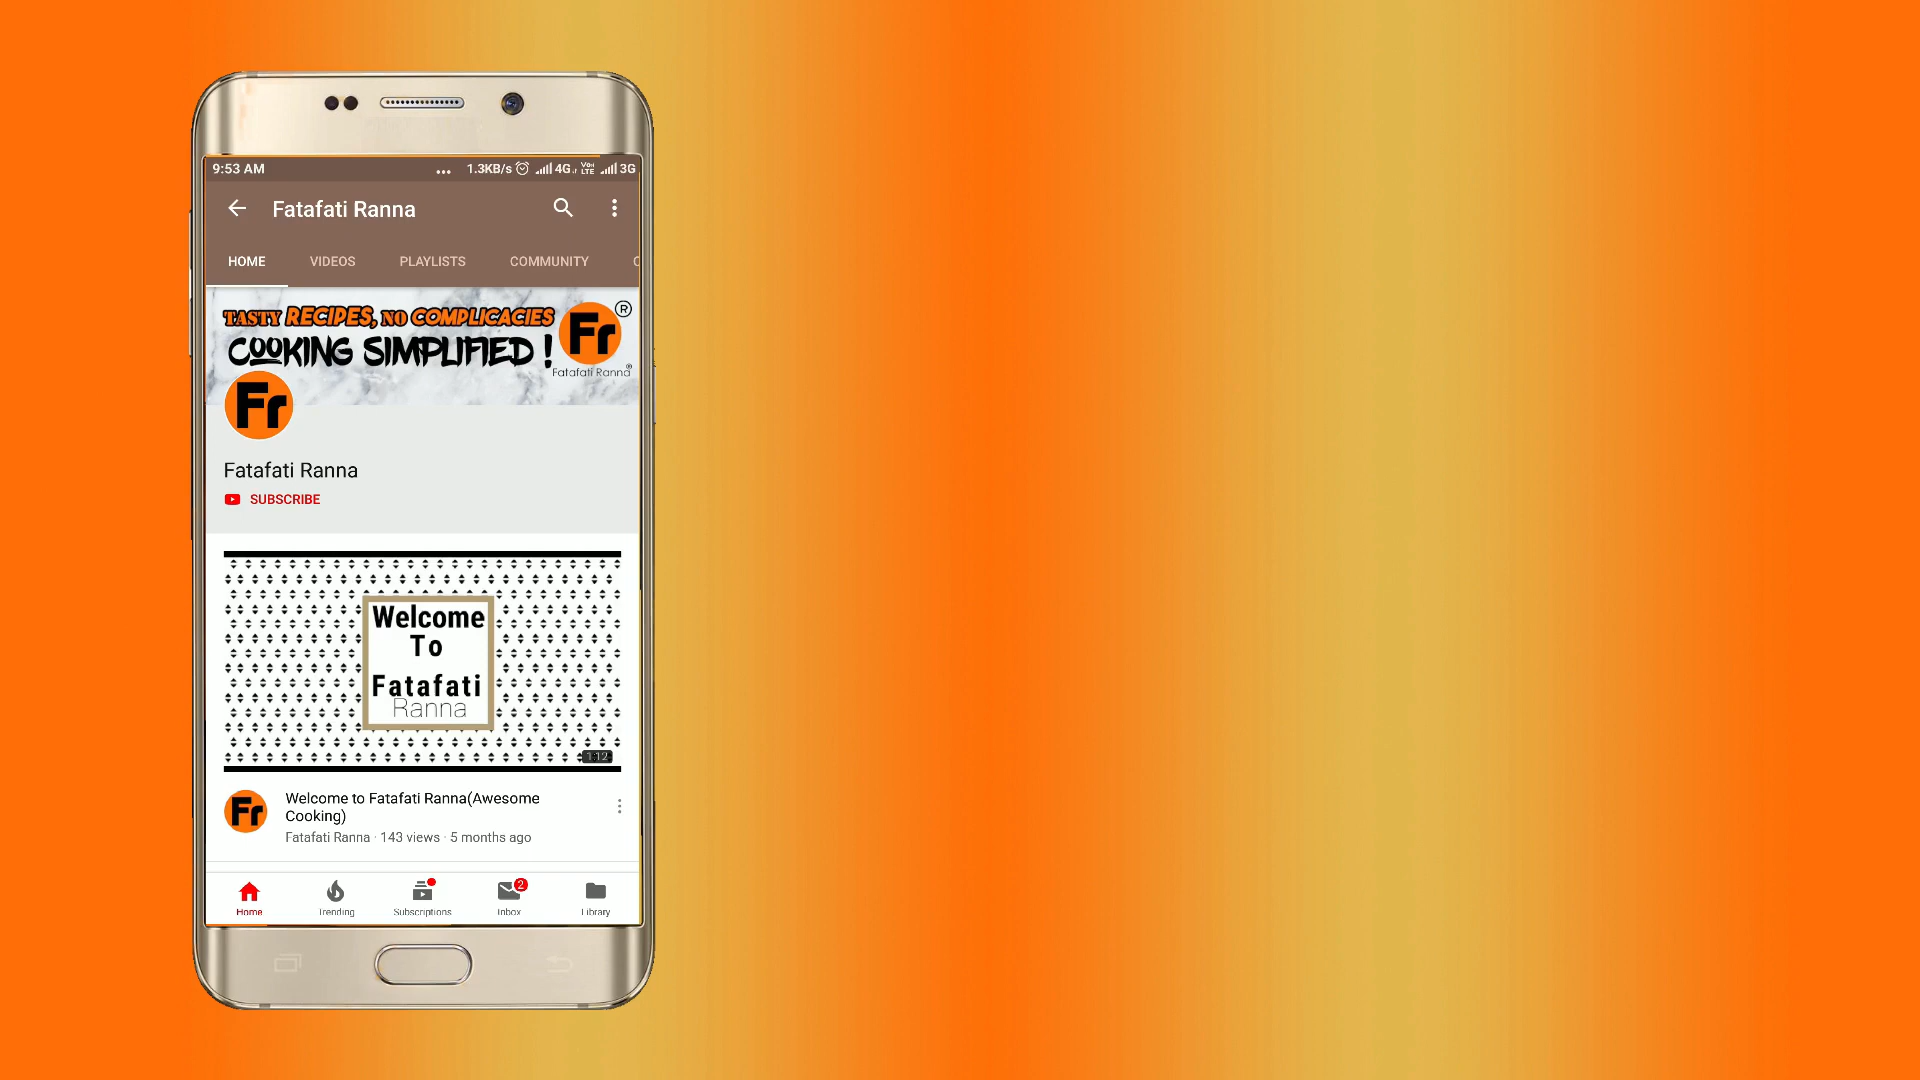 9:53 AM ... 1.3KB/s 4G VoLTE 3G
Fatafati Ranna
HOME VIDEOS PLAYLISTS COMMUNITY
TASTY RECIPES, NO COMPLICACIES
COOKING SIMPLIFIED !
Fr ®
Fatafati Ranna®
Fr
Fatafati Ranna
SUBSCRIBE
Welcome
To
Fatafati
Ranna
1:12
Fr
Welcome to Fatafati Ranna(Awesome
Cooking)
Fatafati Ranna · 143 views · 5 months ago
2
Home Trending Subscriptions Inbox Library